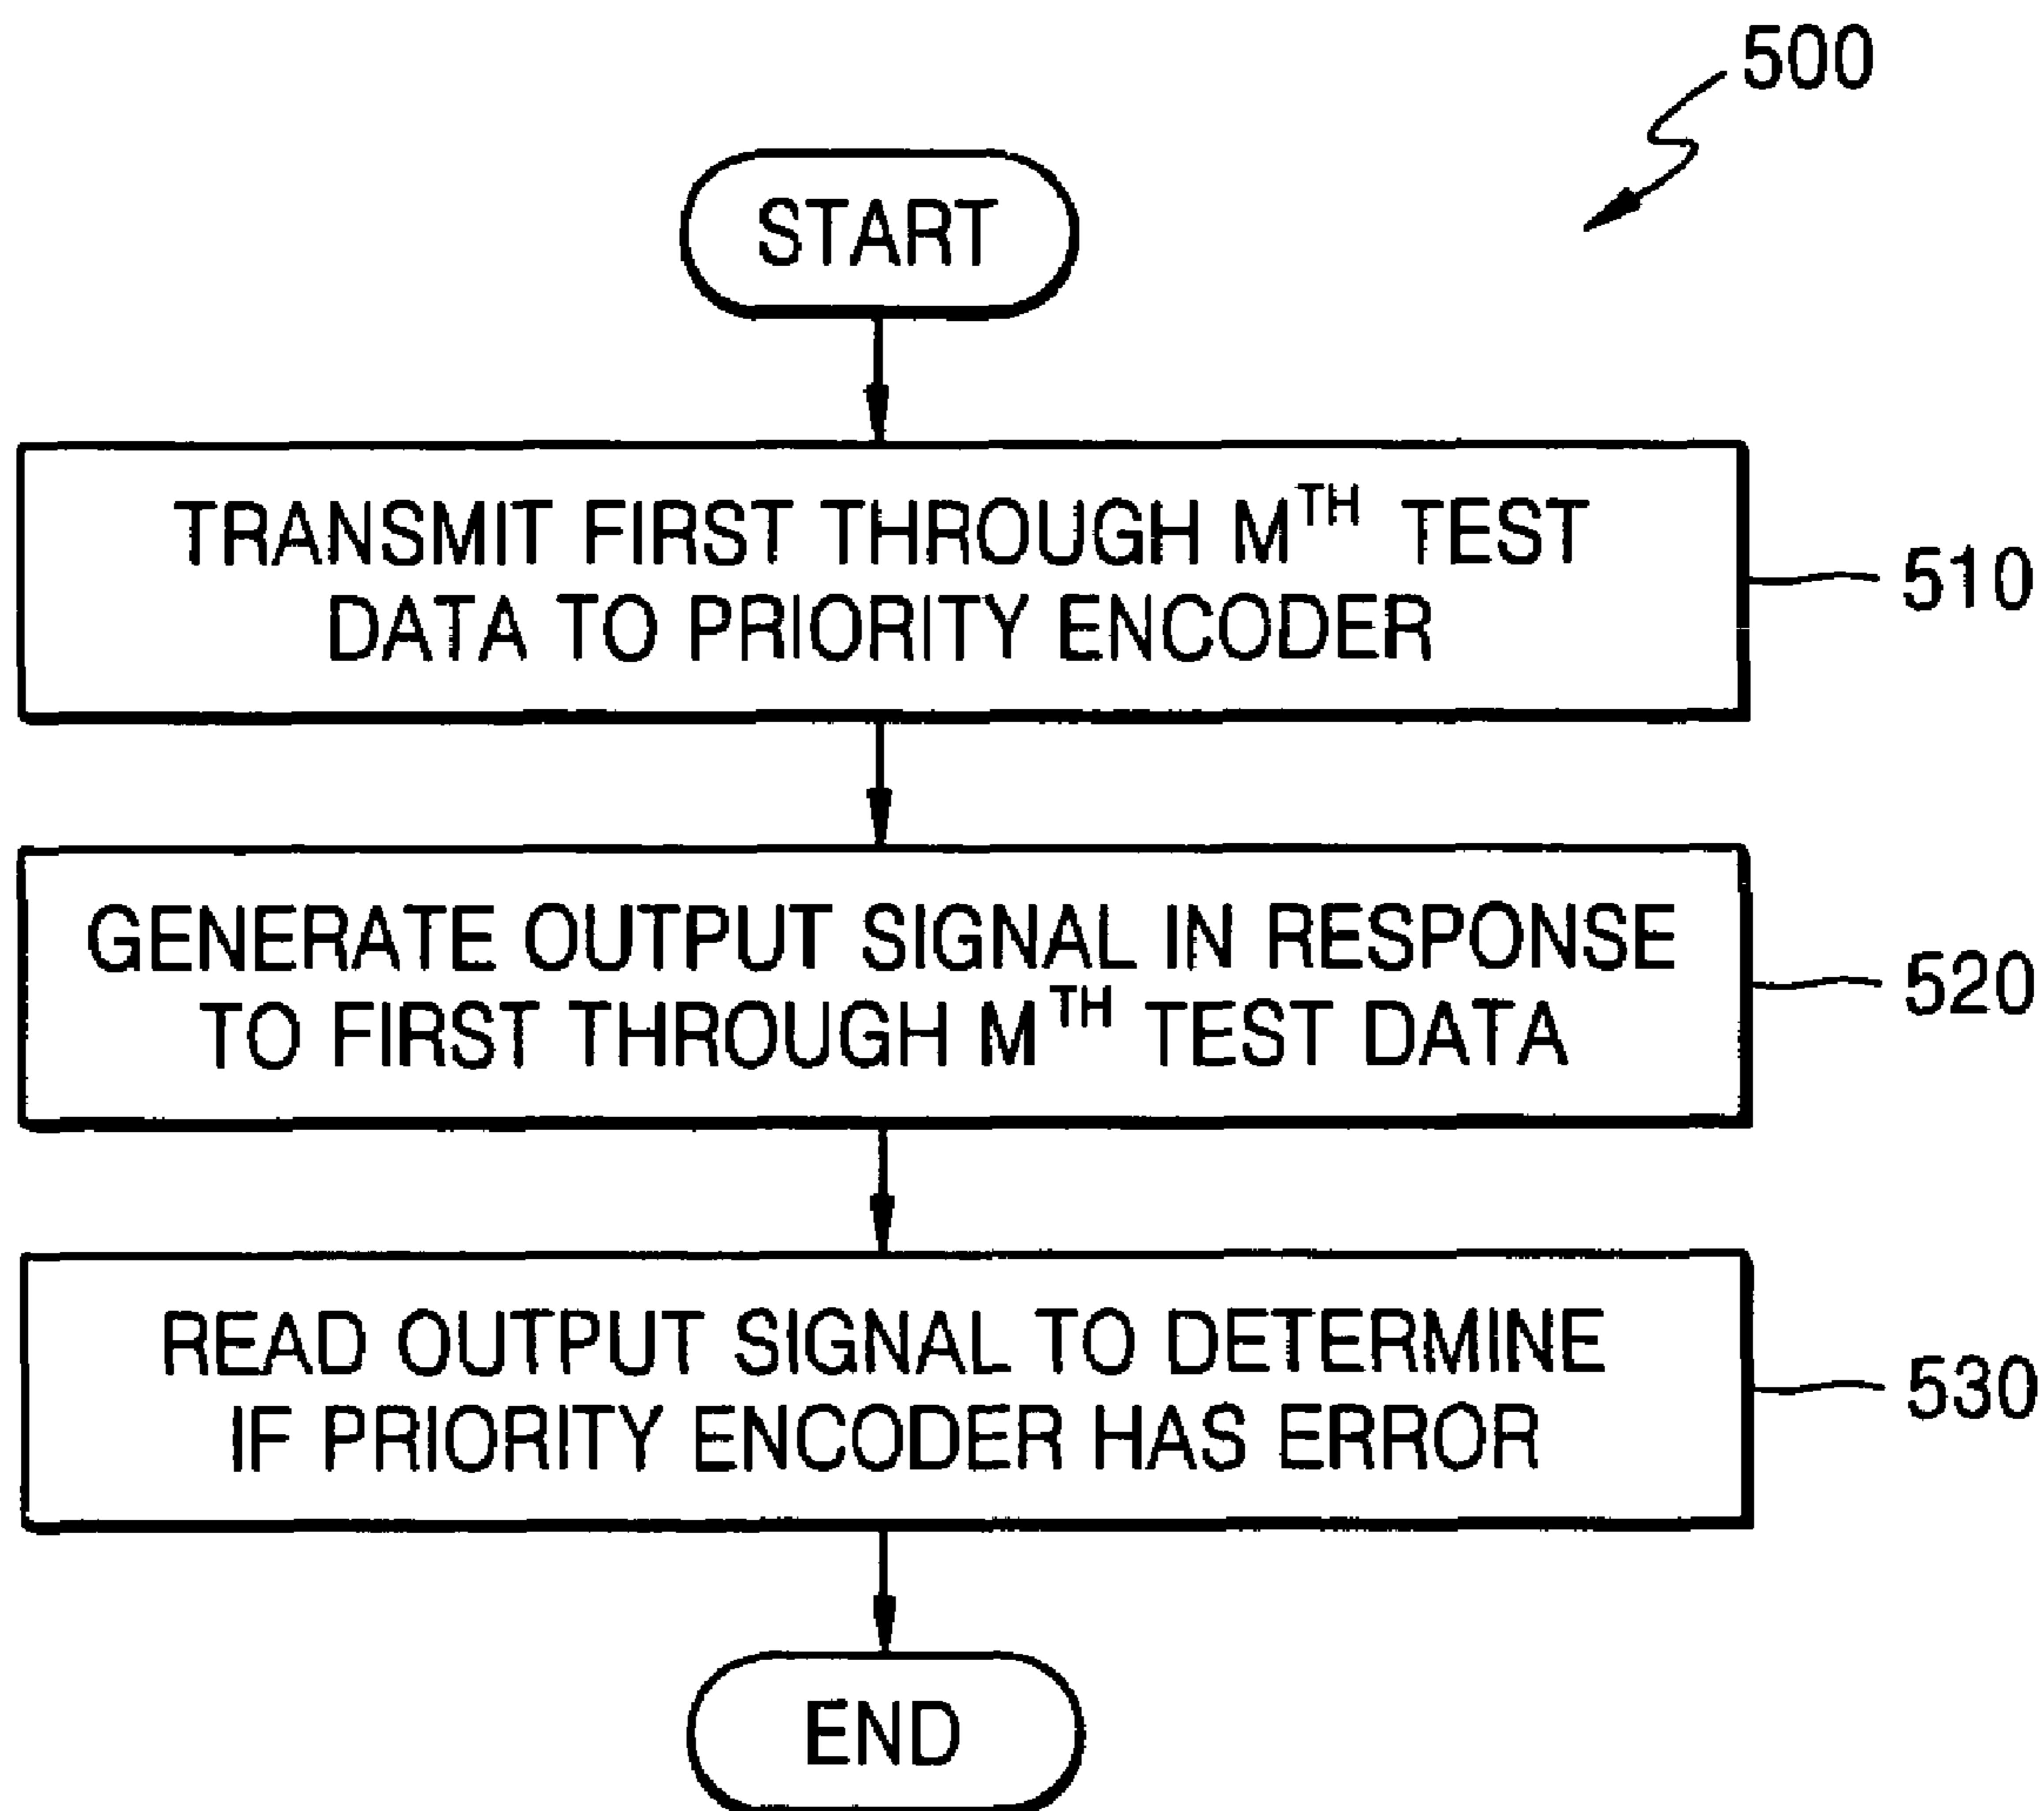 500
START
TRANSMIT FIRST THROUGH Mᵀᴴ TEST
DATA TO PRIORITY ENCODER
510
GENERATE OUTPUT SIGNAL IN RESPONSE
TO FIRST THROUGH Mᵀᴴ TEST DATA
520
READ OUTPUT SIGNAL TO DETERMINE
IF PRIORITY ENCODER HAS ERROR
530
END